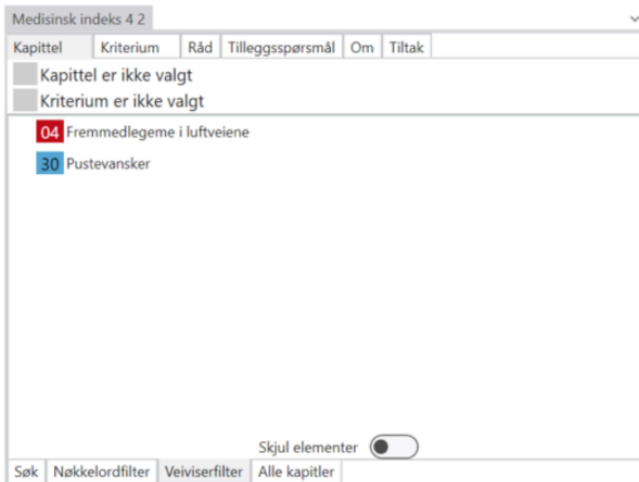 Medisinsk indeks 4 2
Kapittel Kriterium Råd Tilleggsspørsmål Om Tiltak
Kapittel er ikke valgt
Kriterium er ikke valgt
04 Fremmedlegeme i luftveiene
30 Pustevansker
Skjul elementer
Søk Nøkkelordfilter Veiviserfilter Alle kapitler